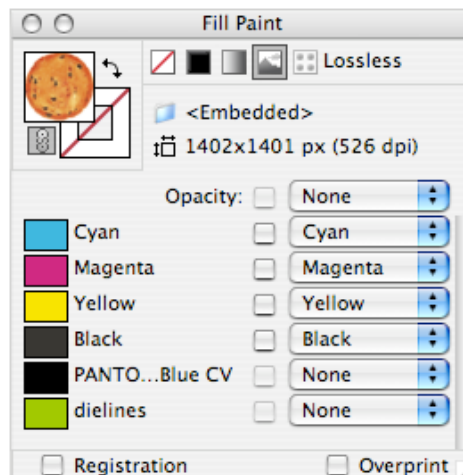 Fill Paint
Lossless
<Embedded>
1402x1401 px (526 dpi)
Opacity: None
Cyan Cyan
Magenta Magenta
Yellow Yellow
Black Black
PANTO...Blue CV None
dielines None
Registration Overprint